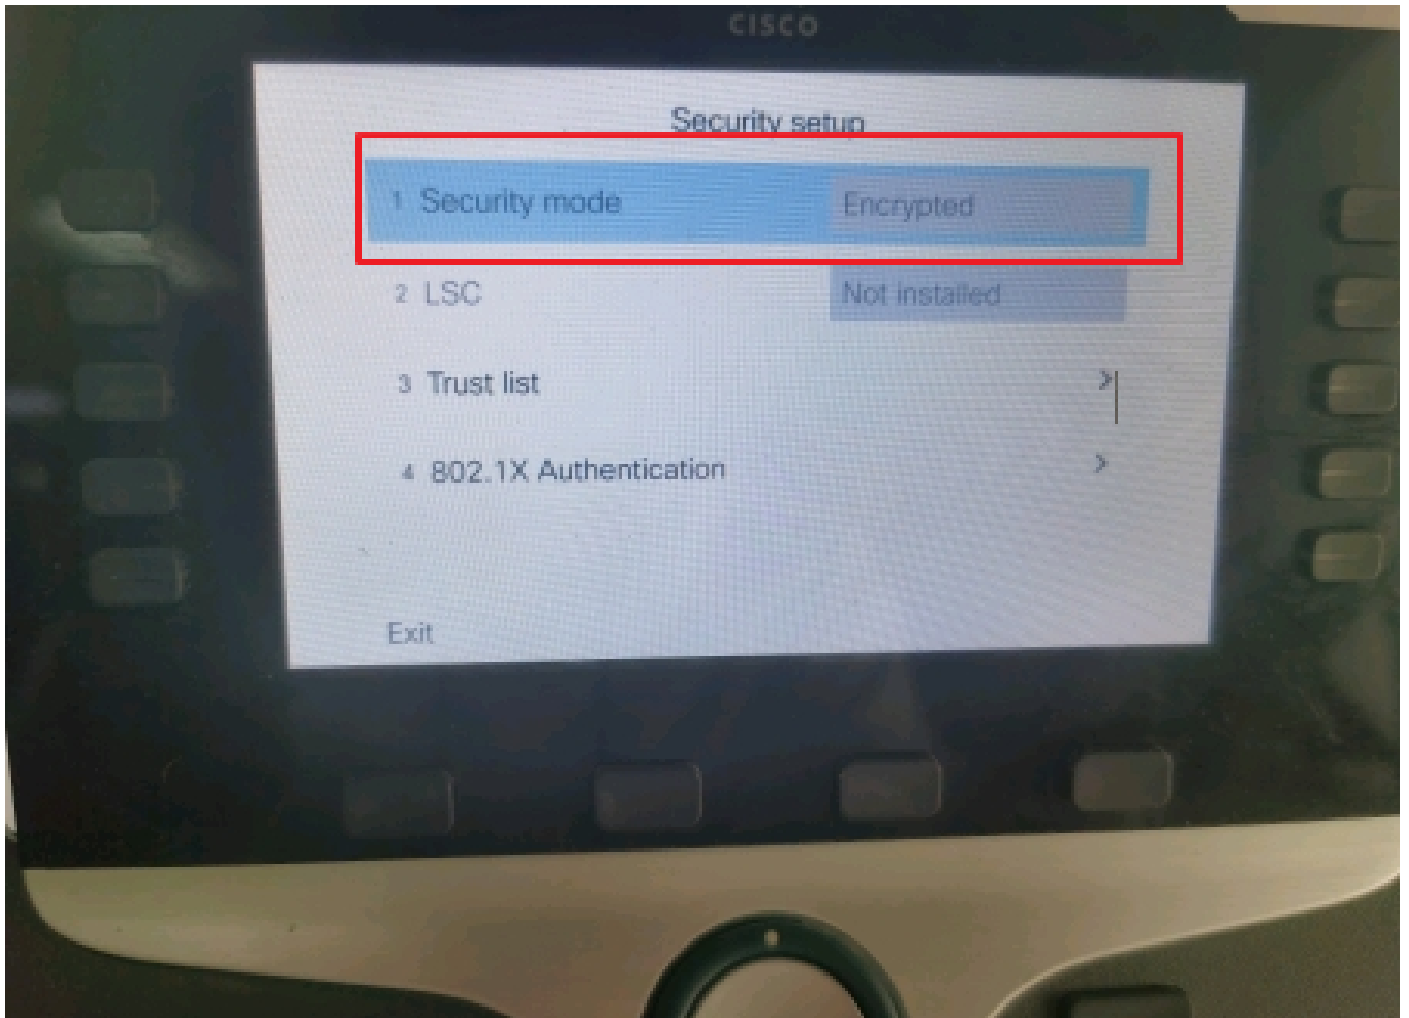 CISCO
Security setup
1 Security mode Encrypted
2 LSC Not installed
3 Trust list >
4 802.1X Authentication >
Exit